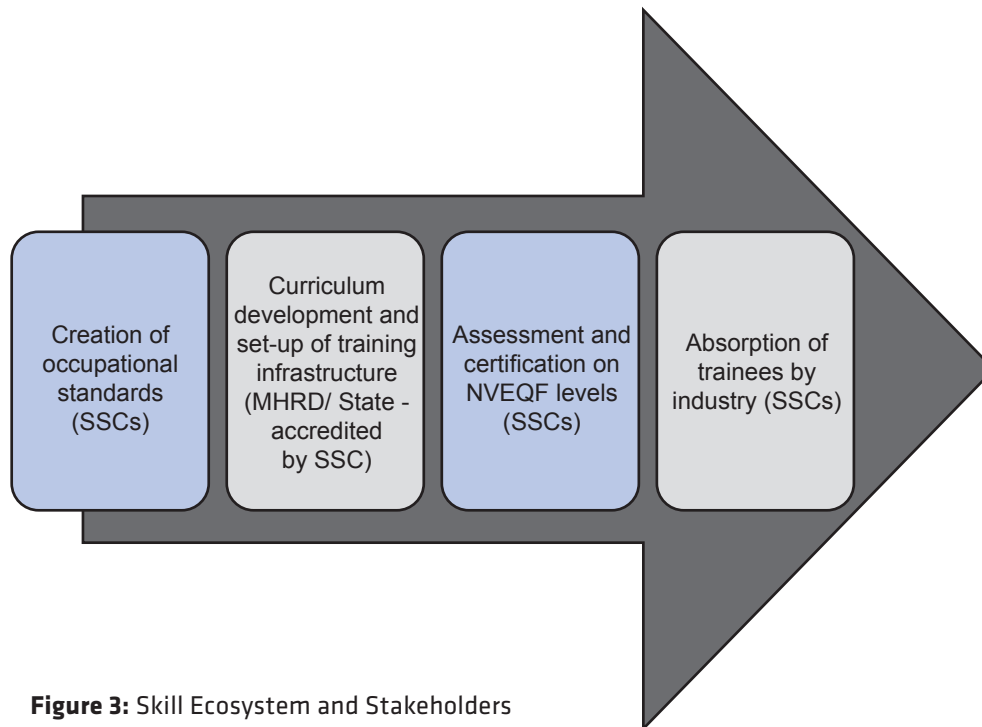 Creation of
occupational
standards
(SSCs)
Curriculum
development and
set-up of training
infrastructure
(MHRD/ State -
accredited
by SSC)
Assessment and
certification on
NVEQF levels
(SSCs)
Absorption of
trainees by
industry (SSCs)
Figure 3: Skill Ecosystem and Stakeholders